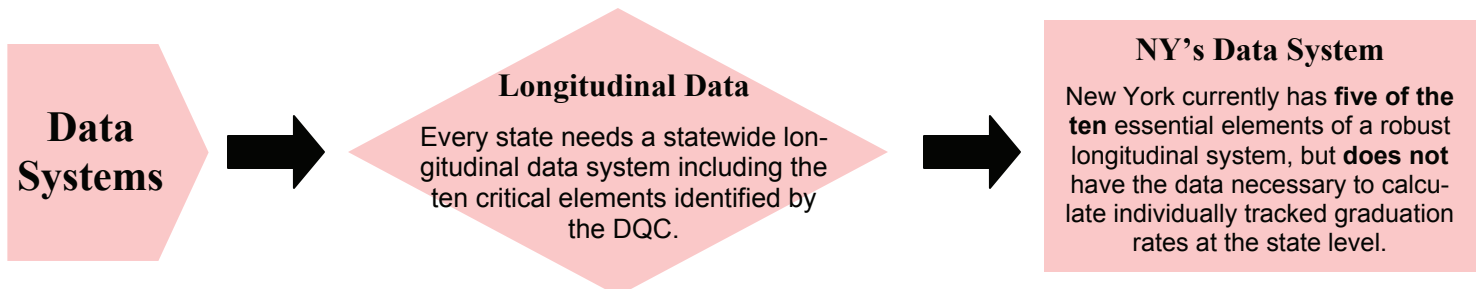 Data
Systems
Longitudinal Data
Every state needs a statewide lon-
gitudinal data system including the
ten critical elements identified by
the DQC.
NY’s Data System
New York currently has five of the
ten essential elements of a robust
longitudinal system, but does not
have the data necessary to calcu-
late individually tracked graduation
rates at the state level.